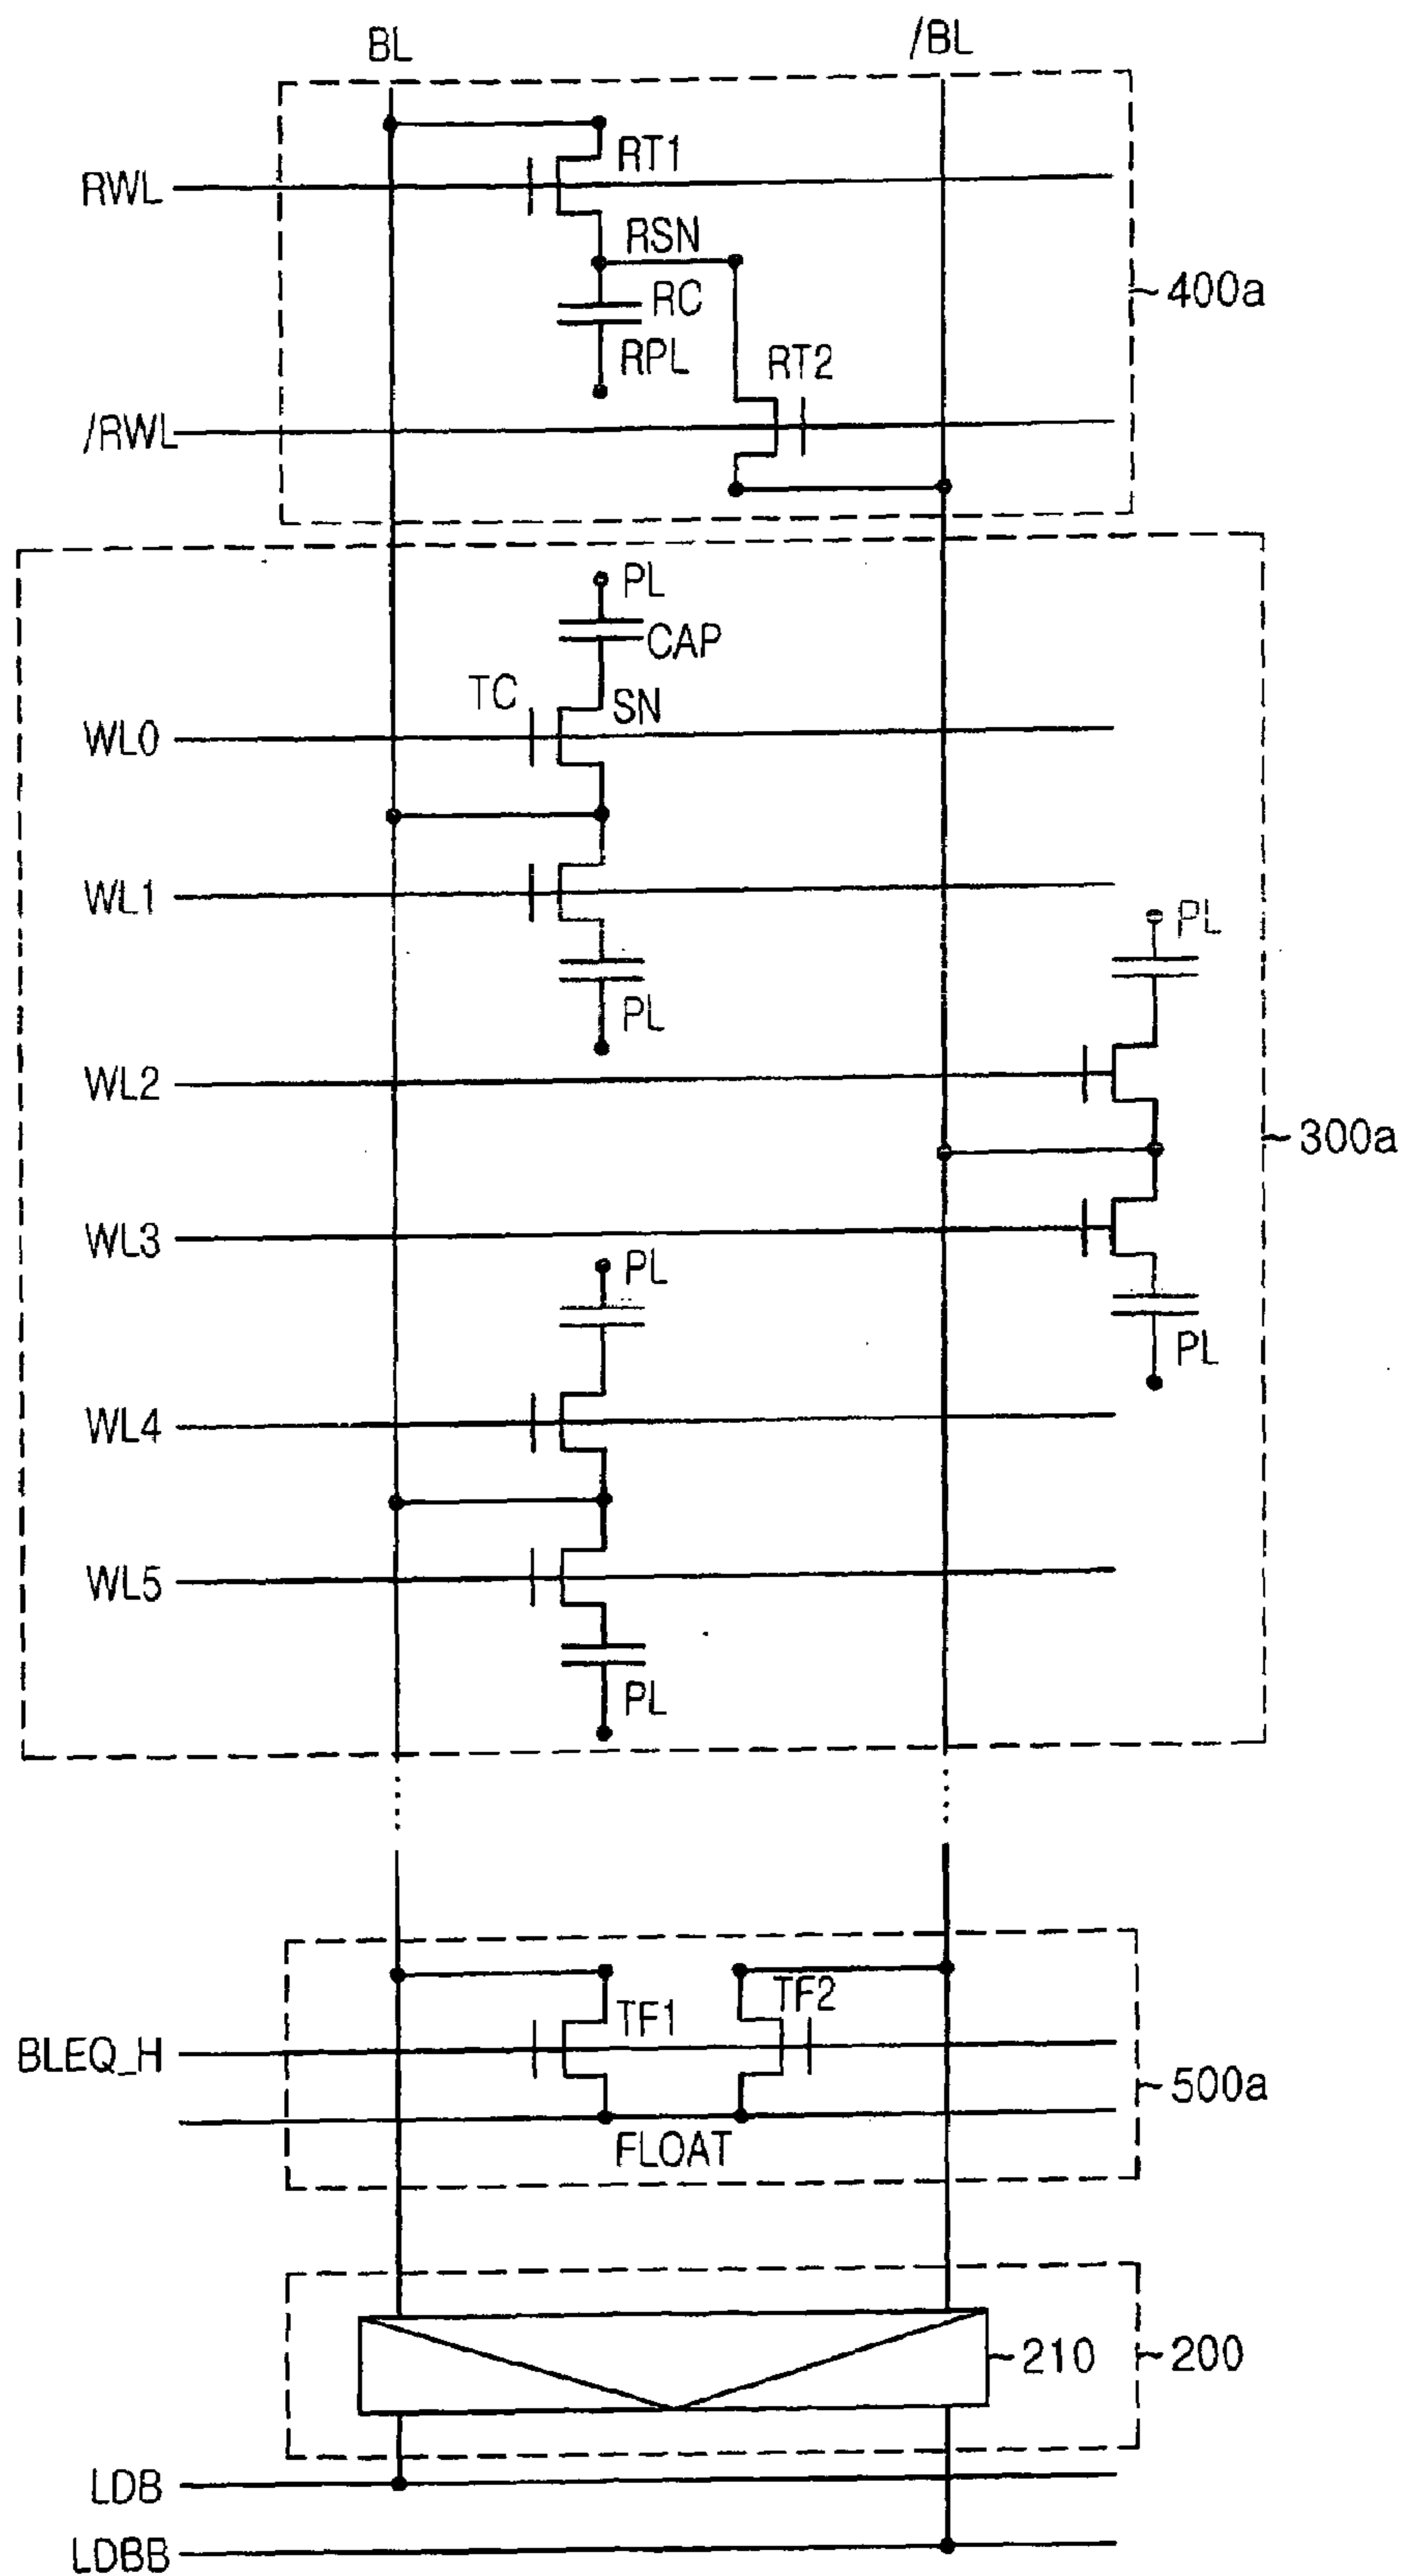 BL
/BL
RWL
RT1
RSN
RC
400a
RPL
RT2
/RWL
PL
CAP
TC
SN
WL0
WL1
PL
PL
WL2
300a
WL3
PL
PL
WL4
WL5
PL
TF1
TF2
BLEQ_H
500a
FLOAT
210
200
LDB
LDBB